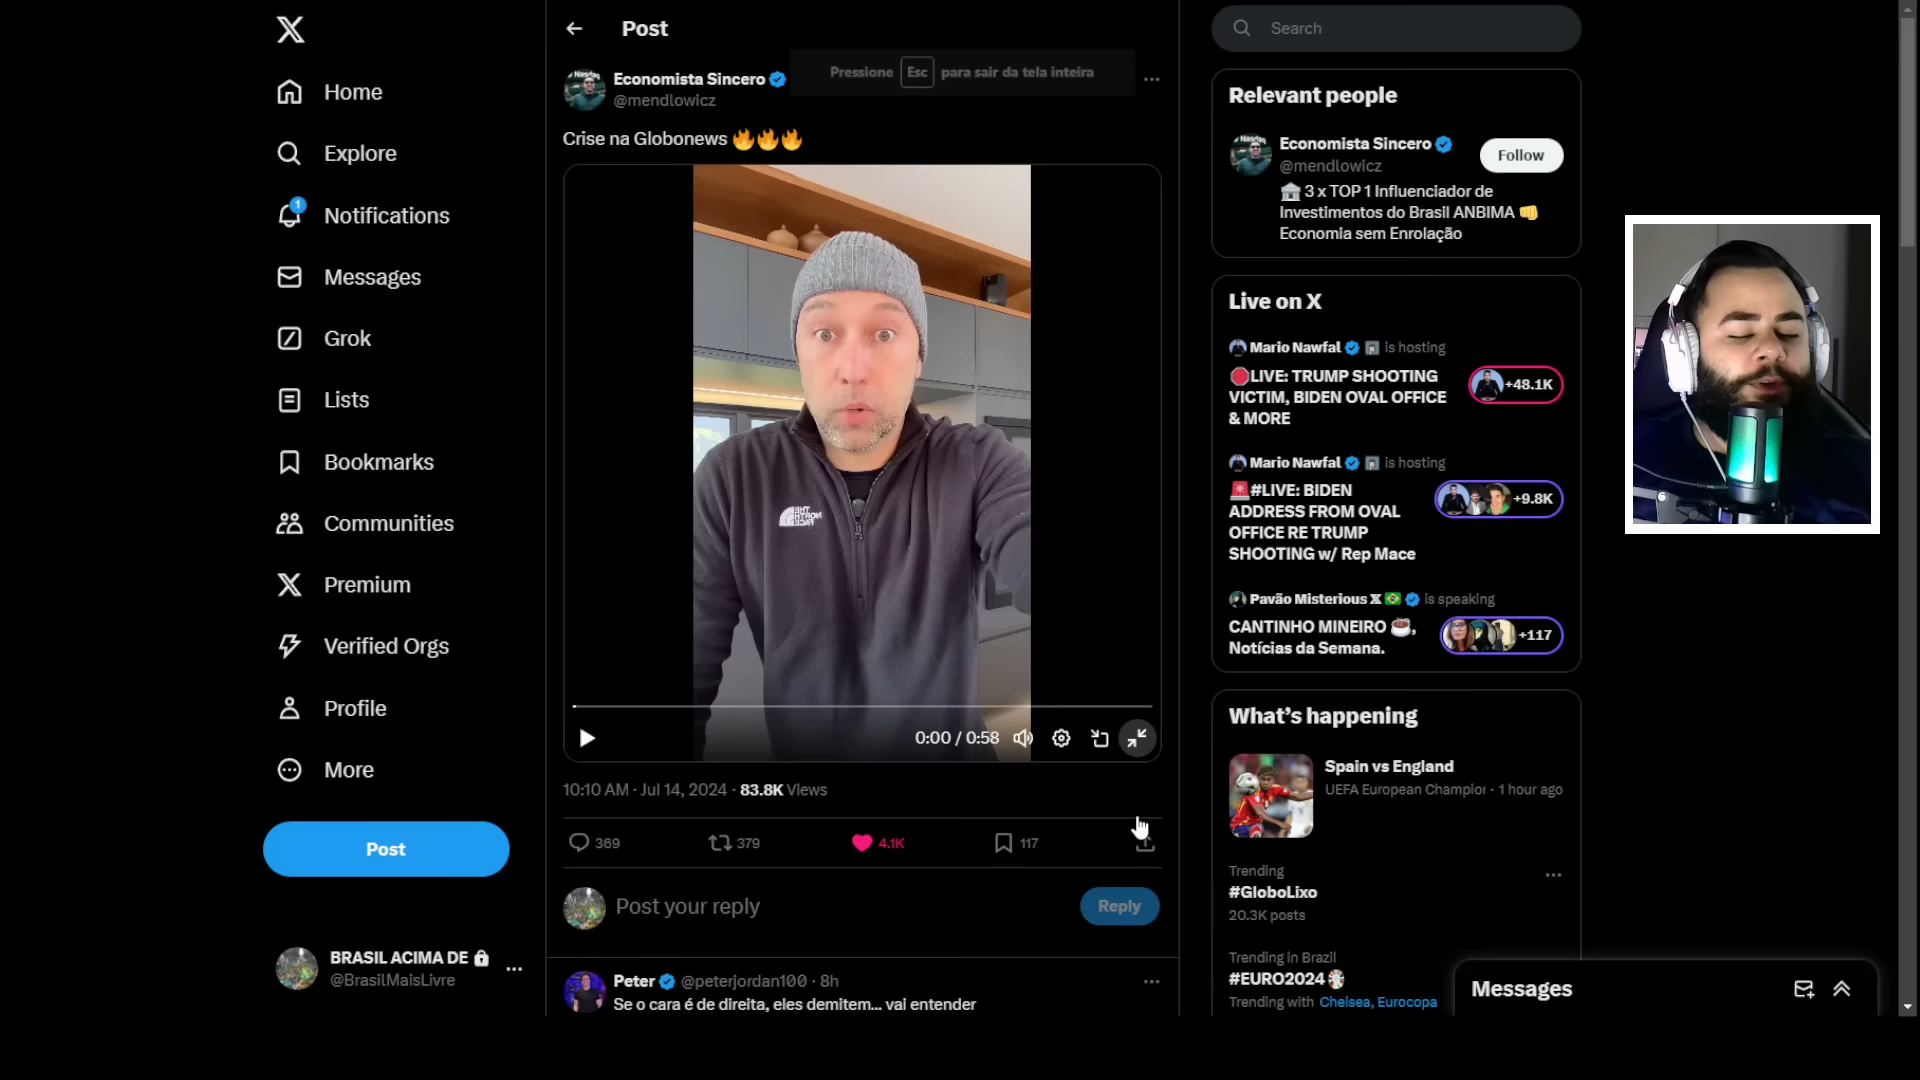 Home
Explore
1
Notifications
Messages
Grok
Lists
Bookmarks
Communities
Premium
Verified Orgs
Profile
More
Post
BRASIL ACIMA DE
@BrasilMaisLivre
Post
Economista Sincero
@mendlowicz
Pressione Esc para sair da tela inteira
Crise na Globonews 🔥🔥🔥
THE NORTH FACE
0:00 / 0:58
10:10 AM · Jul 14, 2024 · 83.8K Views
369 379 4.1K 117
Post your reply
Reply
Peter @peterjordan100 · 8h
Se o cara é de direita, eles demitem... vai entender
Search
Relevant people
Economista Sincero
@mendlowicz
Follow
🏛 3 x TOP 1 Influenciador de
Investimentos do Brasil ANBIMA 👊
Economia sem Enrolação
Live on X
Mario Nawfal is hosting
🛑LIVE: TRUMP SHOOTING
VICTIM, BIDEN OVAL OFFICE
& MORE
+48.1K
Mario Nawfal is hosting
🚨#LIVE: BIDEN
ADDRESS FROM OVAL
OFFICE RE TRUMP
SHOOTING w/ Rep Mace
+9.8K
Pavão Misterious X 🇧🇷 is speaking
CANTINHO MINEIRO ☕,
Notícias da Semana.
+117
What's happening
Spain vs England
UEFA European Champio · 1 hour ago
Trending
#GloboLixo
20.3K posts
Trending in Brazil
#EURO2024
Trending with Chelsea, Eurocopa
Messages